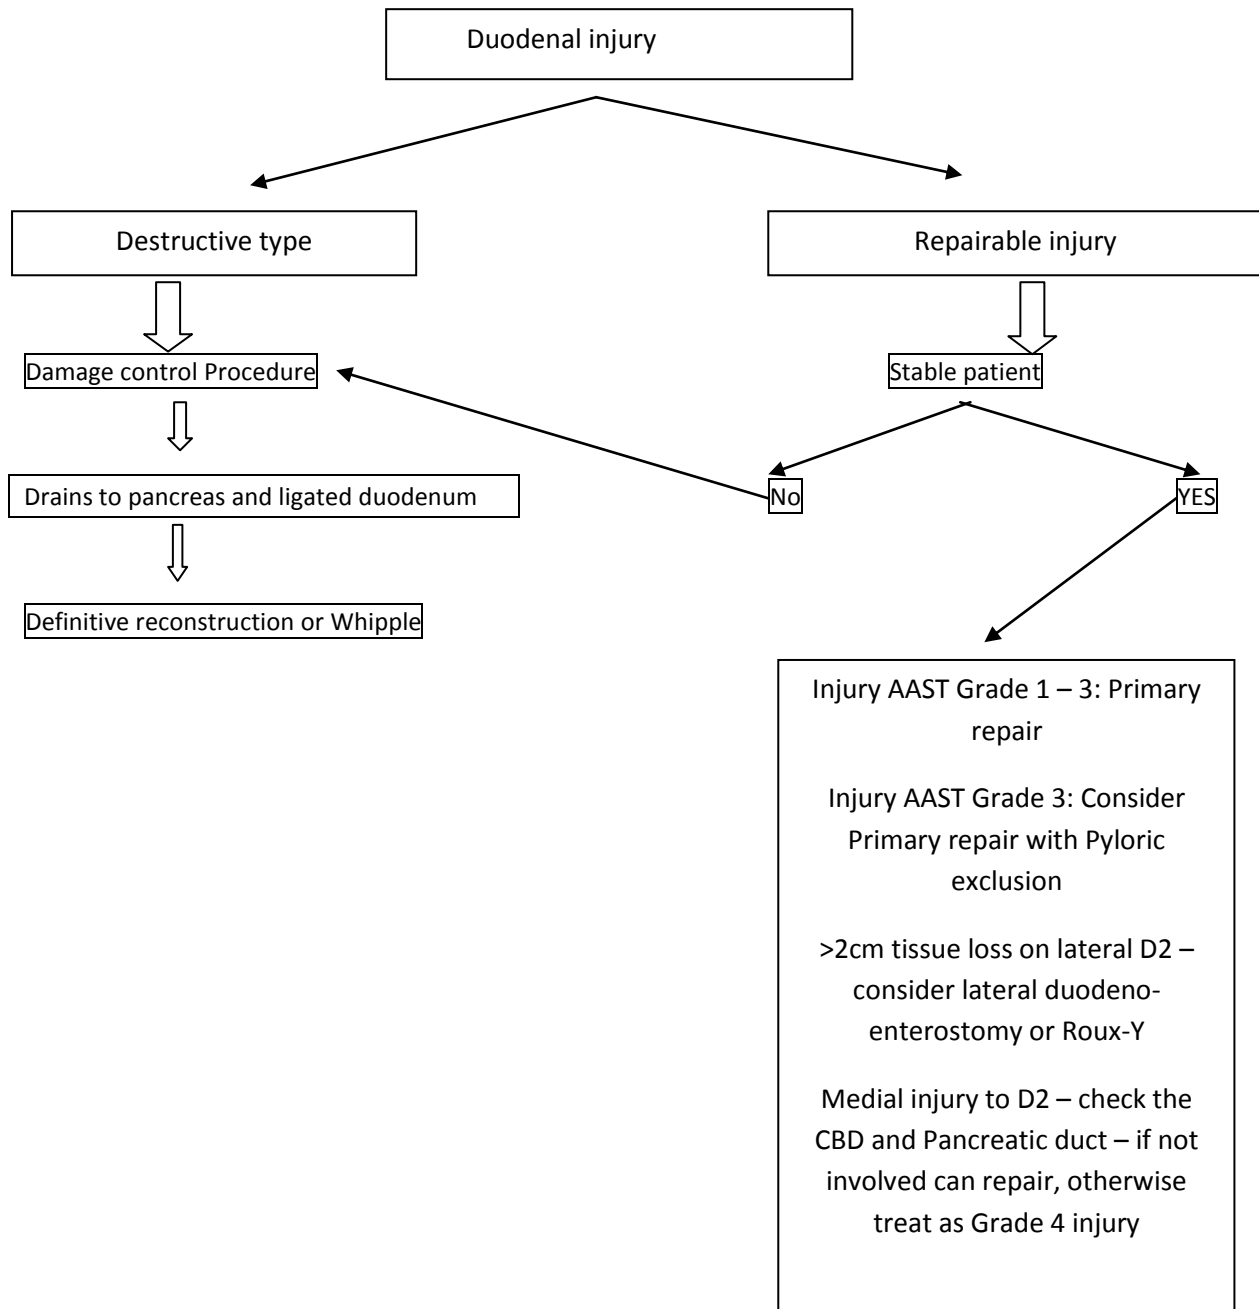 Duodenal injury
Destructive type
Repairable injury
Damage control Procedure
Stable patient
Drains to pancreas and ligated duodenum
No
YES
Definitive reconstruction or Whipple
Injury AAST Grade 1 – 3: Primary
repair
Injury AAST Grade 3: Consider
Primary repair with Pyloric
exclusion
>2cm tissue loss on lateral D2 –
consider lateral duodeno-
enterostomy or Roux-Y
Medial injury to D2 – check the
CBD and Pancreatic duct – if not
involved can repair, otherwise
treat as Grade 4 injury